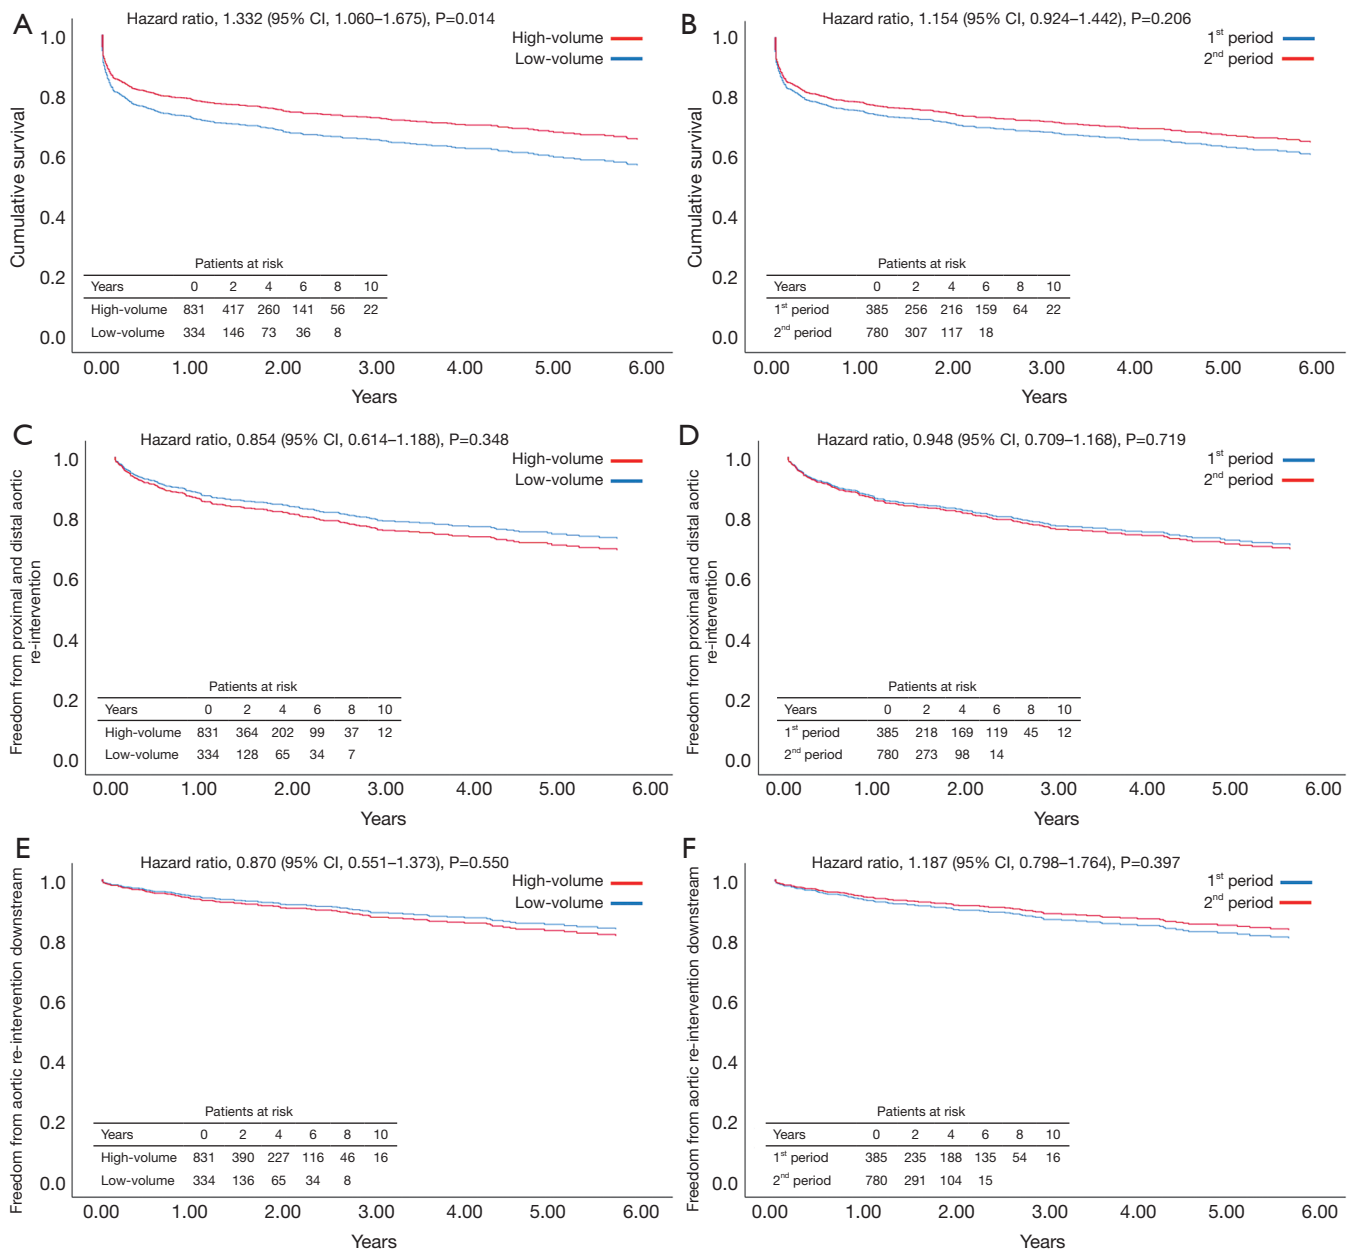 A
Hazard ratio, 1.332 (95% CI, 1.060–1.675), P=0.014
High-volume
Low-volume
Cumulative survival
1.0
0.8
0.6
0.4
0.2
0.0
Patients at risk
Years 0 2 4 6 8 10
High-volume 831 417 260 141 56 22
Low-volume 334 146 73 36 8
0.00 1.00 2.00 3.00 4.00 5.00 6.00
Years
B
Hazard ratio, 1.154 (95% CI, 0.924–1.442), P=0.206
1st period
2nd period
Cumulative survival
1.0
0.8
0.6
0.4
0.2
0.0
Patients at risk
Years 0 2 4 6 8 10
1st period 385 256 216 159 64 22
2nd period 780 307 117 18
0.00 1.00 2.00 3.00 4.00 5.00 6.00
Years
C
Hazard ratio, 0.854 (95% CI, 0.614–1.188), P=0.348
High-volume
Low-volume
Freedom from proximal and distal aortic
re-intervention
1.0
0.8
0.6
0.4
0.2
0.0
Patients at risk
Years 0 2 4 6 8 10
High-volume 831 364 202 99 37 12
Low-volume 334 128 65 34 7
0.00 1.00 2.00 3.00 4.00 5.00 6.00
Years
D
Hazard ratio, 0.948 (95% CI, 0.709–1.168), P=0.719
1st period
2nd period
Freedom from proximal and distal aortic
re-intervention
1.0
0.8
0.6
0.4
0.2
0.0
Patients at risk
Years 0 2 4 6 8 10
1st period 385 218 169 119 45 12
2nd period 780 273 98 14
0.00 1.00 2.00 3.00 4.00 5.00 6.00
Years
E
Hazard ratio, 0.870 (95% CI, 0.551–1.373), P=0.550
High-volume
Low-volume
Freedom from aortic re-intervention downstream
1.0
0.8
0.6
0.4
0.2
0.0
Patients at risk
Years 0 2 4 6 8 10
High-volume 831 390 227 116 46 16
Low-volume 334 136 65 34 8
0.00 1.00 2.00 3.00 4.00 5.00 6.00
Years
F
Hazard ratio, 1.187 (95% CI, 0.798–1.764), P=0.397
1st period
2nd period
Freedom from aortic re-intervention downstream
1.0
0.8
0.6
0.4
0.2
0.0
Patients at risk
Years 0 2 4 6 8 10
1st period 385 235 188 135 54 16
2nd period 780 291 104 15
0.00 1.00 2.00 3.00 4.00 5.00 6.00
Years